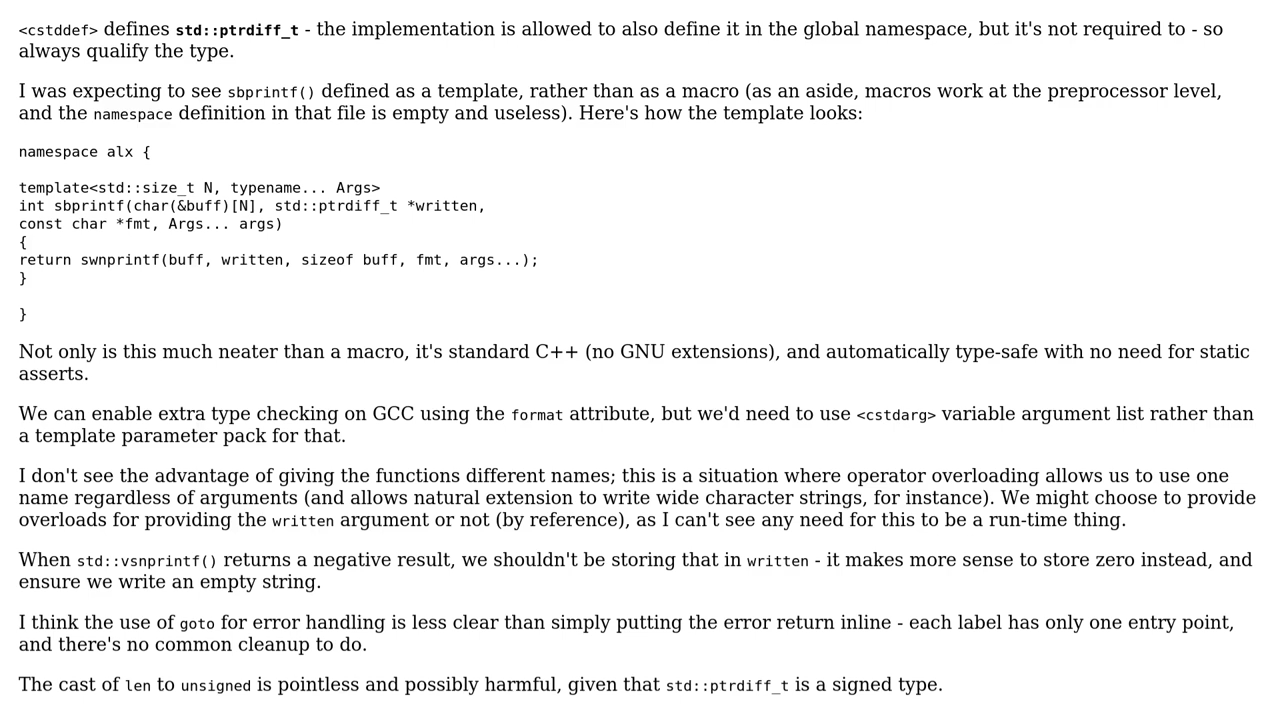 <cstddef> defines std::ptrdiff_t - the implementation is allowed to also define it in the global namespace, but it's not required to - so
always qualify the type.
I was expecting to see sbprintf() defined as a template, rather than as a macro (as an aside, macros work at the preprocessor level,
and the namespace definition in that file is empty and useless). Here's how the template looks:
namespace alx {
template<std::size_t N, typename... Args>
int sbprintf(char(&buff)[N], std::ptrdiff_t *written,
const char *fmt, Args... args)
{
return swnprintf(buff, written, sizeof buff, fmt, args...);
}
}
Not only is this much neater than a macro, it's standard C++ (no GNU extensions), and automatically type-safe with no need for static
asserts.
We can enable extra type checking on GCC using the format attribute, but we'd need to use <cstdarg> variable argument list rather than
a template parameter pack for that.
I don't see the advantage of giving the functions different names; this is a situation where operator overloading allows us to use one
name regardless of arguments (and allows natural extension to write wide character strings, for instance). We might choose to provide
overloads for providing the written argument or not (by reference), as I can't see any need for this to be a run-time thing.
When std::vsnprintf() returns a negative result, we shouldn't be storing that in written - it makes more sense to store zero instead, and
ensure we write an empty string.
I think the use of goto for error handling is less clear than simply putting the error return inline - each label has only one entry point,
and there's no common cleanup to do.
The cast of len to unsigned is pointless and possibly harmful, given that std::ptrdiff_t is a signed type.